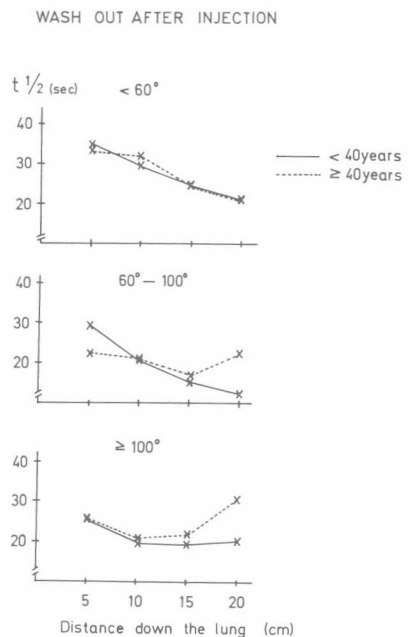 WASH OUT AFTER INJECTION
t 1/2 (sec) < 60°
40
30
20
< 40years
≥ 40years
60° – 100°
40
30
20
≥ 100°
40
30
20
5 10 15 20
Distance down the lung (cm)